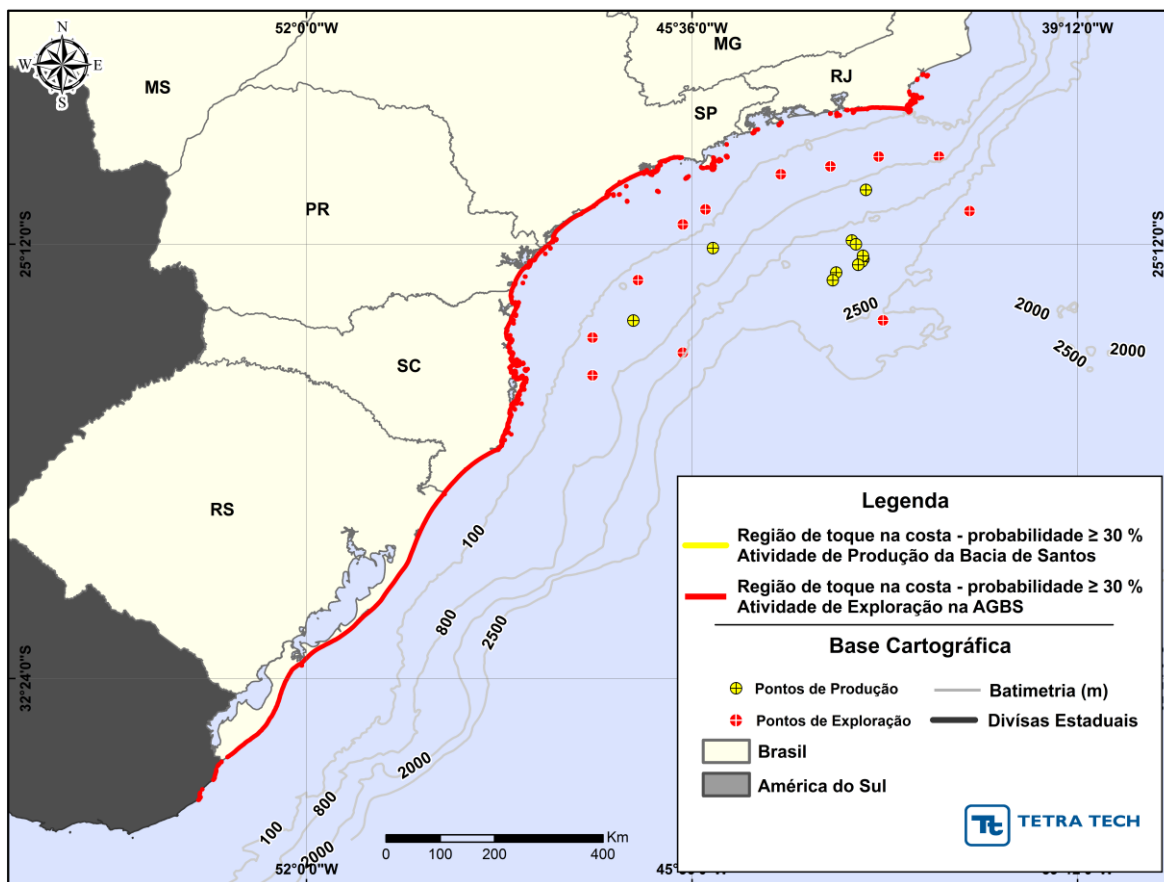 52°0'0"W
45°36'0"W
39°12'0"W
N
W
E
S
MG
MS
RJ
SP
PR
25°12'0"S
25°12'0"S
2500
2000
2500
2000
SC
RS
100
800
2500
2000
800
100
2000
32°24'0"S
Legenda
Região de toque na costa - probabilidade ≥ 30 %
Atividade de Produção da Bacia de Santos
Região de toque na costa - probabilidade ≥ 30 %
Atividade de Exploração na AGBS
Base Cartográfica
Pontos de Produção
Batimetria (m)
Pontos de Exploração
Divísas Estaduais
Brasil
América do Sul
TETRA TECH
Km
0 100 200 400
52°0'0"W